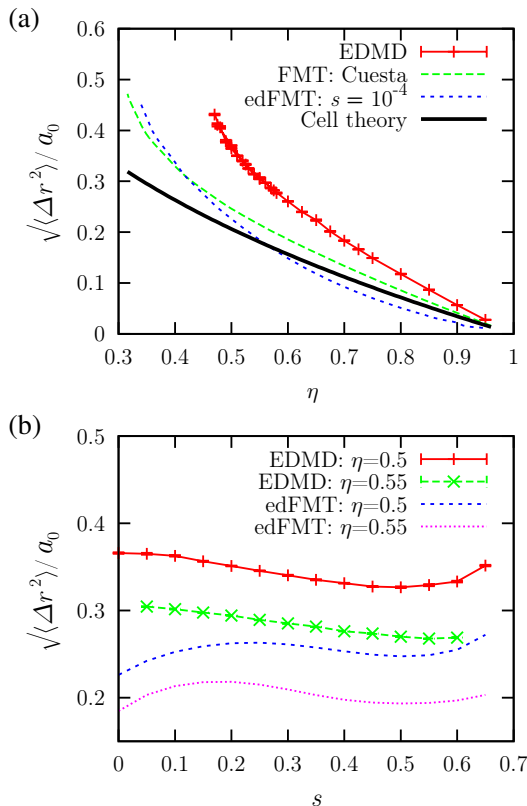 (a)
0.6
0.5
0.4
0.3
0.2
0.1
0
√⟨Δr²⟩/a₀
EDMD
FMT: Cuesta
edFMT: s = 10⁻⁴
Cell theory
0.3 0.4 0.5 0.6 0.7 0.8 0.9 1
η
(b)
0.5
0.4
0.3
0.2
√⟨Δr²⟩/a₀
EDMD: η=0.5
EDMD: η=0.55
edFMT: η=0.5
edFMT: η=0.55
0 0.1 0.2 0.3 0.4 0.5 0.6 0.7
s